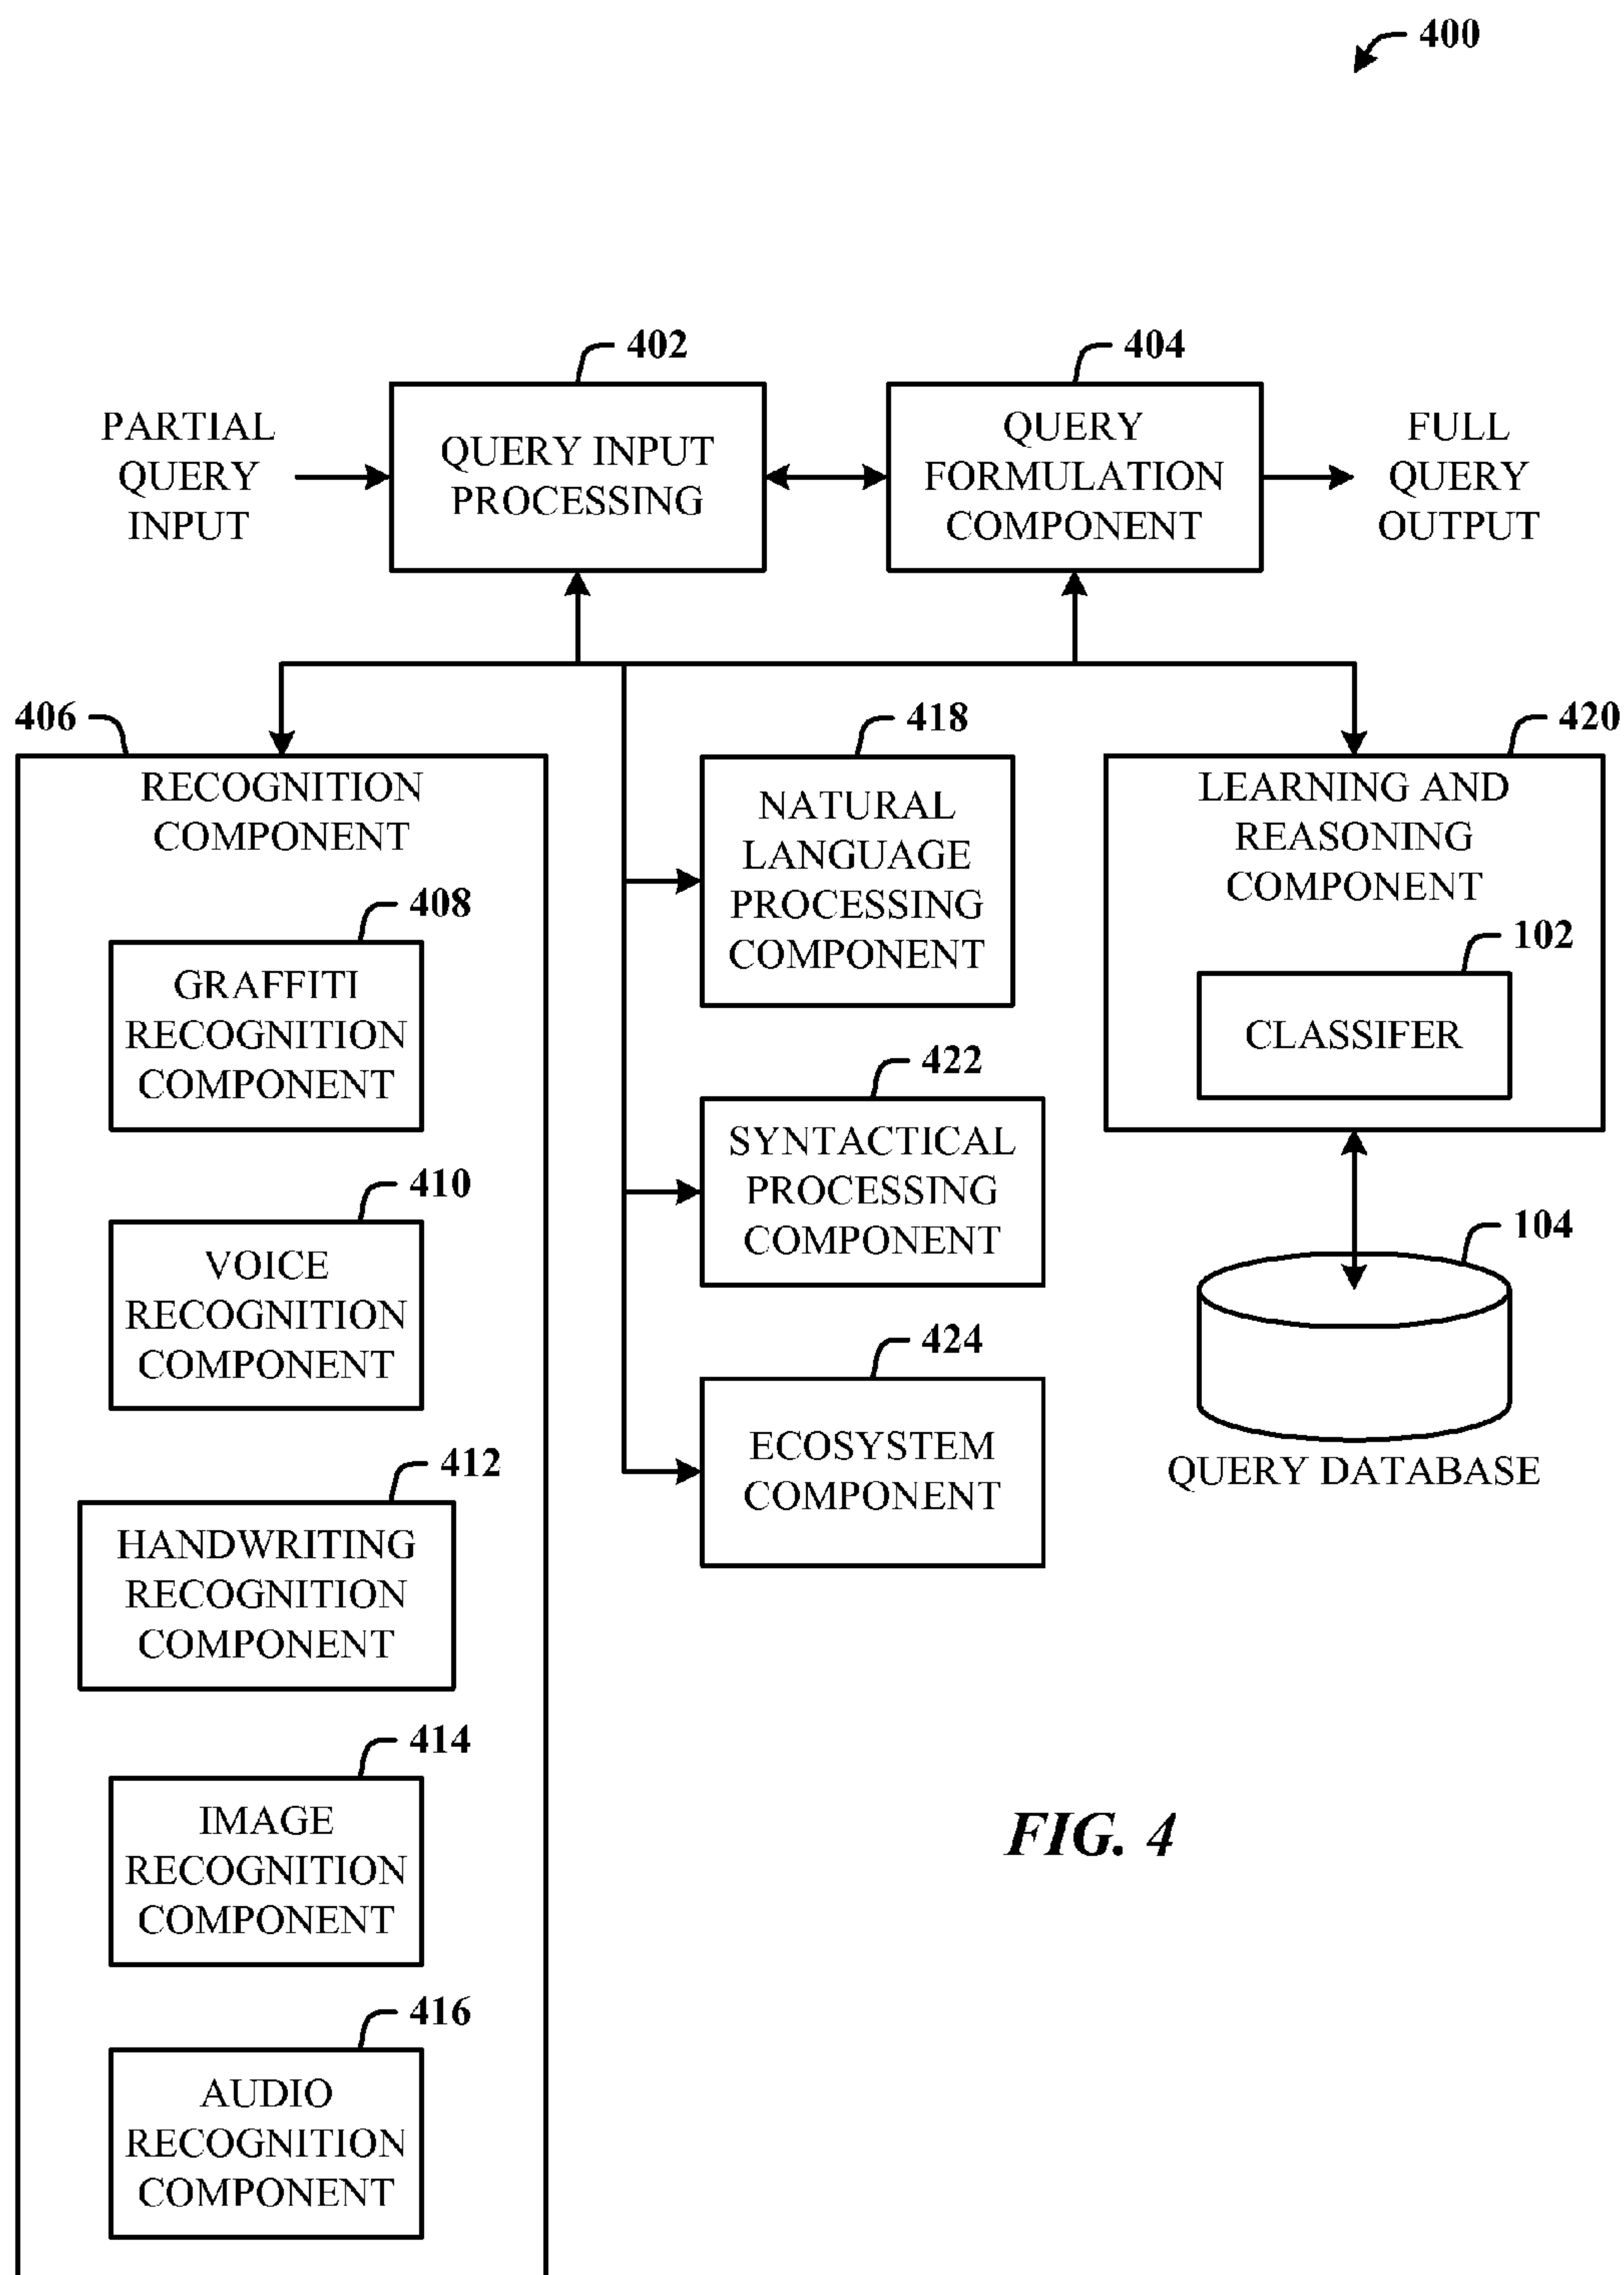 400
402
404
PARTIAL
QUERY
INPUT
QUERY INPUT
PROCESSING
QUERY
FORMULATION
COMPONENT
FULL
QUERY
OUTPUT
406
RECOGNITION
COMPONENT
408
GRAFFITI
RECOGNITION
COMPONENT
410
VOICE
RECOGNITION
COMPONENT
412
HANDWRITING
RECOGNITION
COMPONENT
414
IMAGE
RECOGNITION
COMPONENT
416
AUDIO
RECOGNITION
COMPONENT
418
NATURAL
LANGUAGE
PROCESSING
COMPONENT
422
SYNTACTICAL
PROCESSING
COMPONENT
424
ECOSYSTEM
COMPONENT
420
LEARNING AND
REASONING
COMPONENT
102
CLASSIFER
104
QUERY DATABASE
FIG. 4